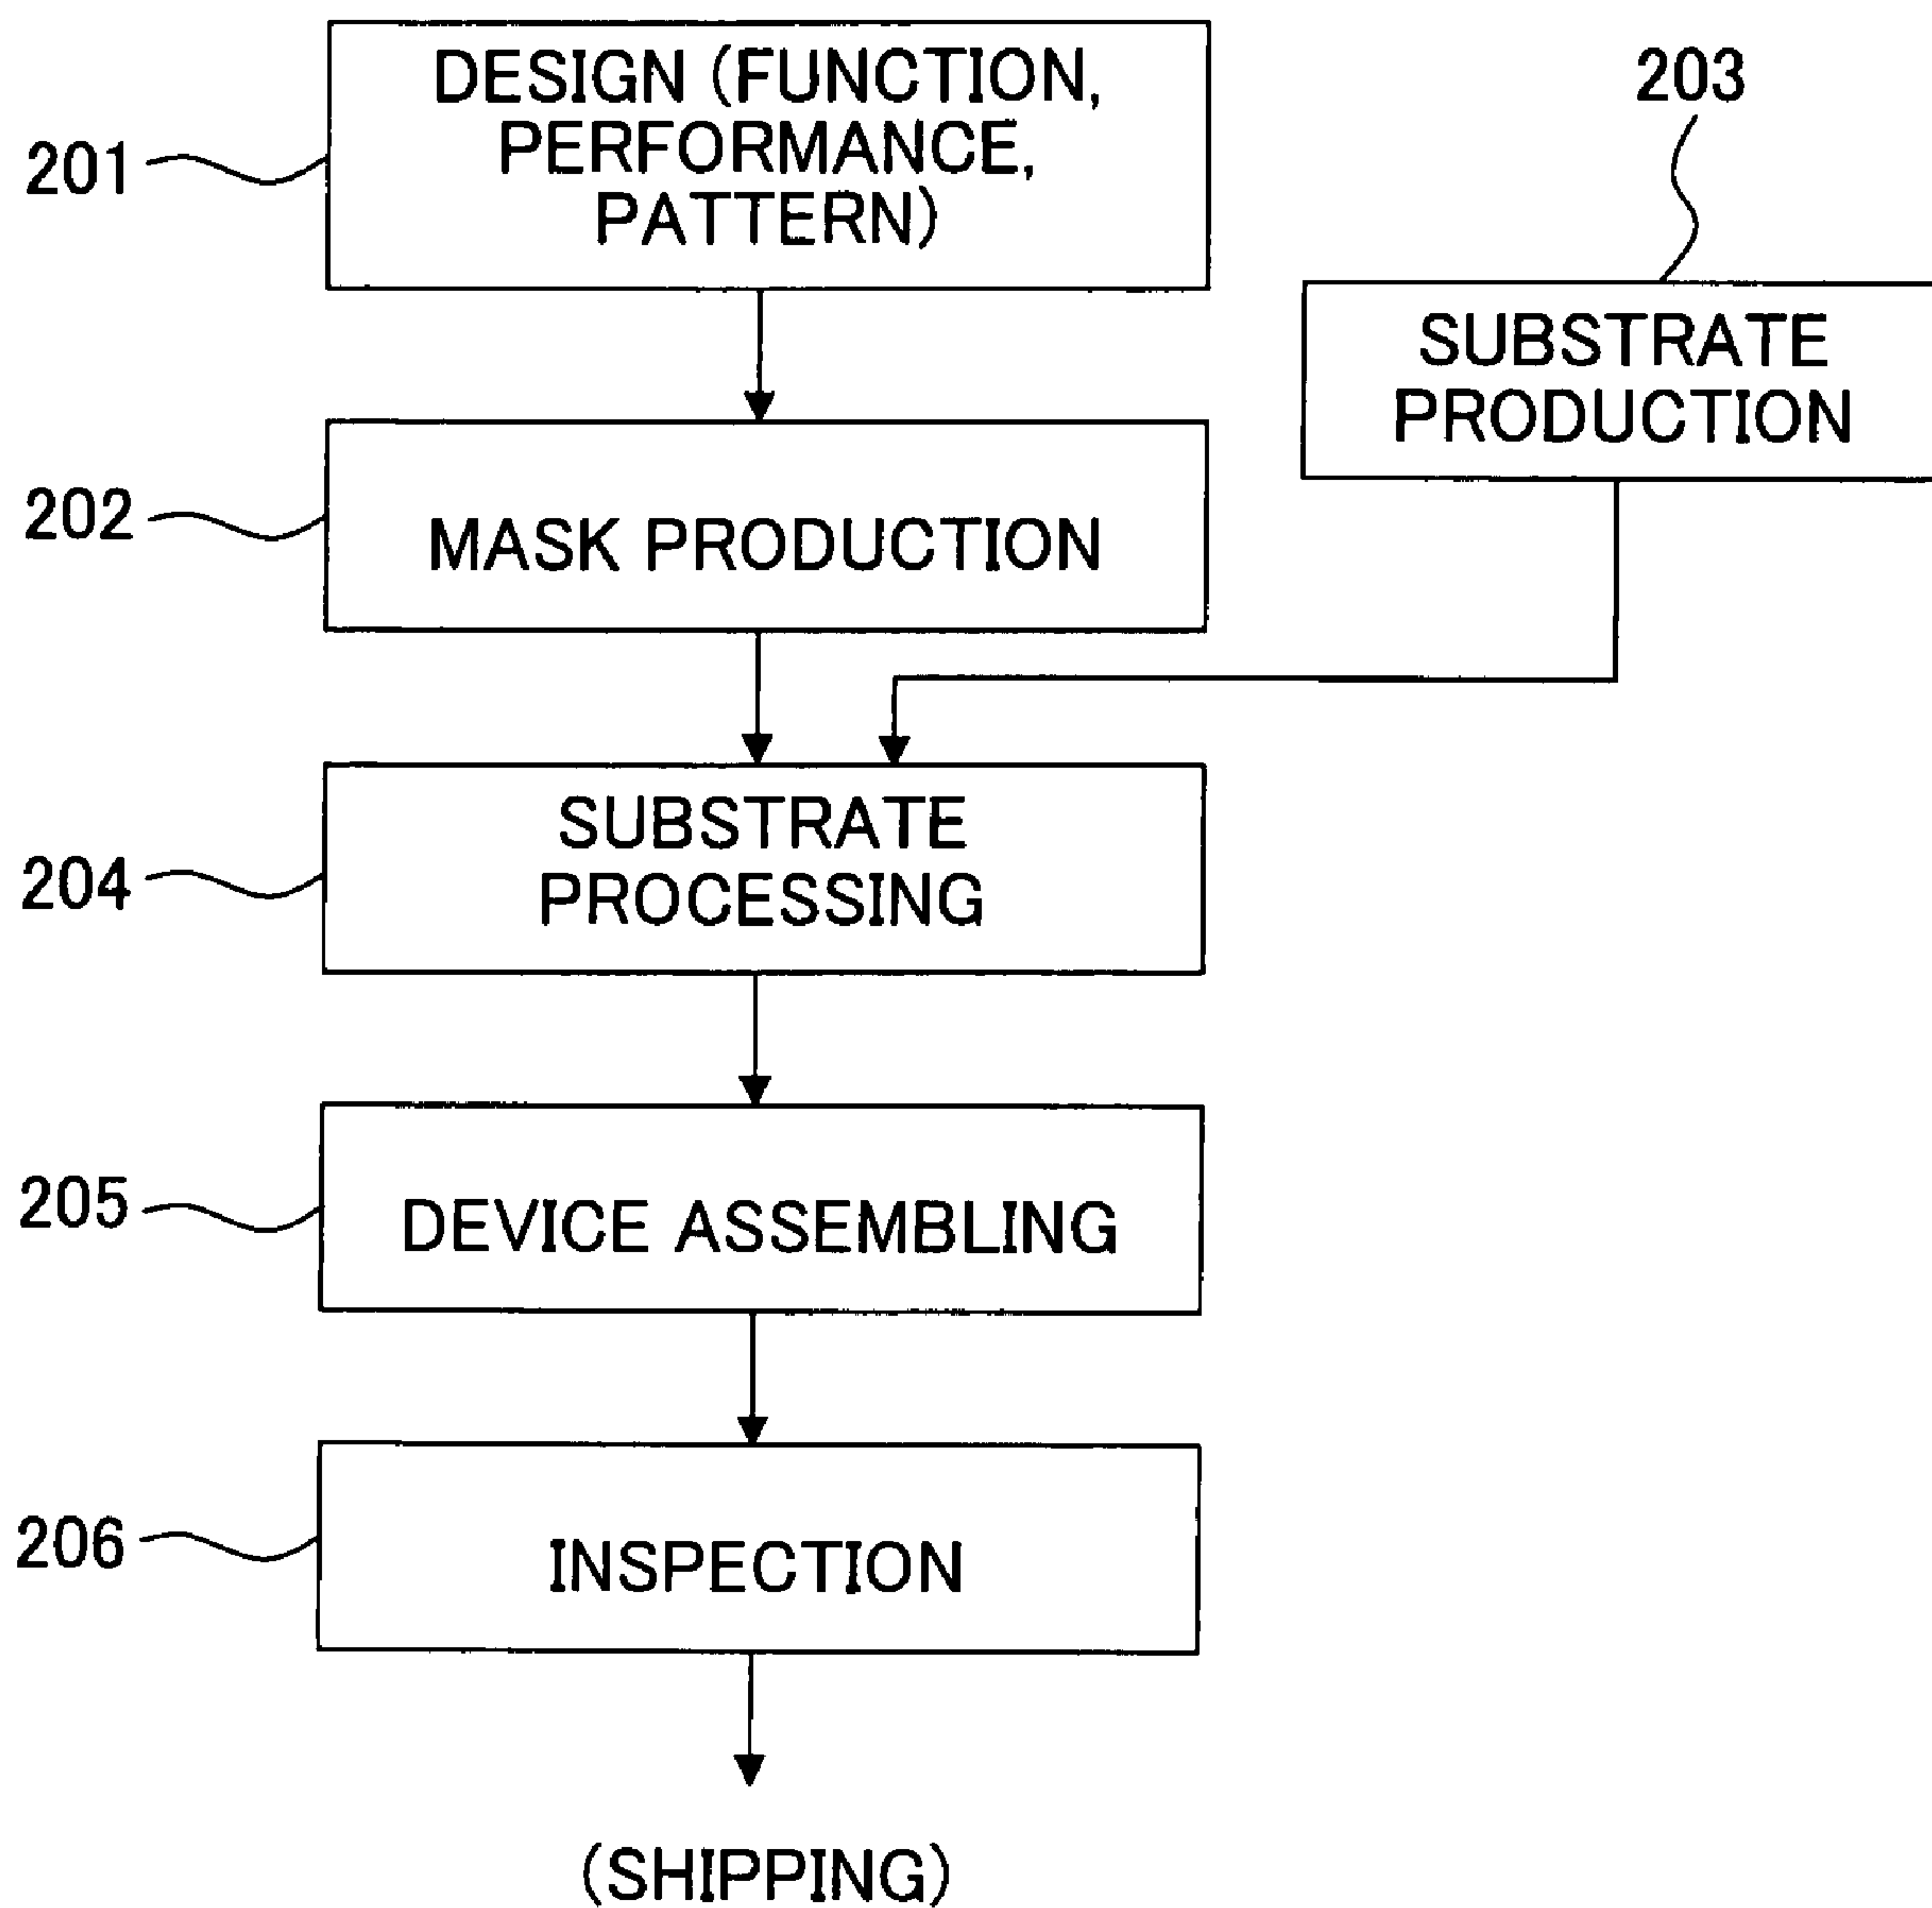 201
DESIGN (FUNCTION,
PERFORMANCE,
PATTERN)
203
SUBSTRATE
PRODUCTION
202
MASK PRODUCTION
204
SUBSTRATE
PROCESSING
205
DEVICE ASSEMBLING
206
INSPECTION
(SHIPPING)